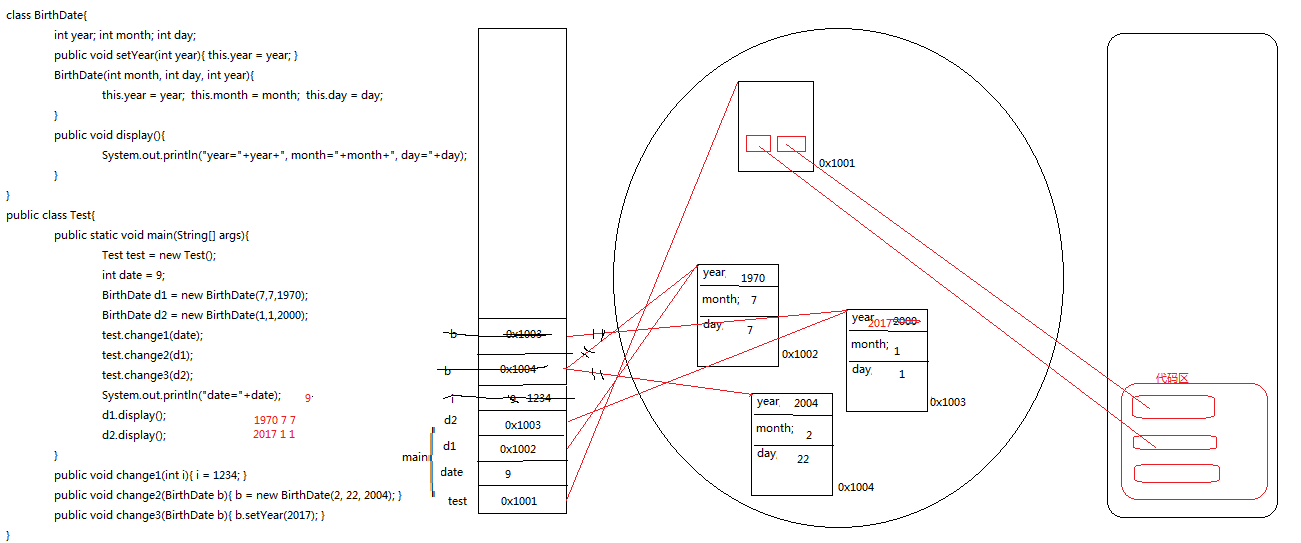 class BirthDate{
int year; int month; int day;
public void setYear(int year){ this.year = year; }
BirthDate(int month, int day, int year){
this.year = year;  this.month = month;  this.day = day;
}
public void display(){
System.out.println("year="+year+", month="+month+", day="+day);
}
}
public class Test{
public static void main(String[] args){
Test test = new Test();
int date = 9;
BirthDate d1 = new BirthDate(7,7,1970);
BirthDate d2 = new BirthDate(1,1,2000);
test.change1(date);
test.change2(d1);
test.change3(d2);
System.out.println("date="+date);  9
d1.display();
1970 7 7
d2.display();
2017 1 1
}
public void change1(int i){ i = 1234; }
public void change2(BirthDate b){ b = new BirthDate(2, 22, 2004); }
public void change3(BirthDate b){ b.setYear(2017); }
}
b 0x1003
b 0x1004
i 9 1234
d2 0x1003
d1 0x1002
main
date 9
test 0x1001
0x1001
year; 1970
month; 7
day; 7
0x1002
year; 2017 2000
month; 1
day; 1
0x1003
year; 2004
month; 2
day; 22
0x1004
代码区